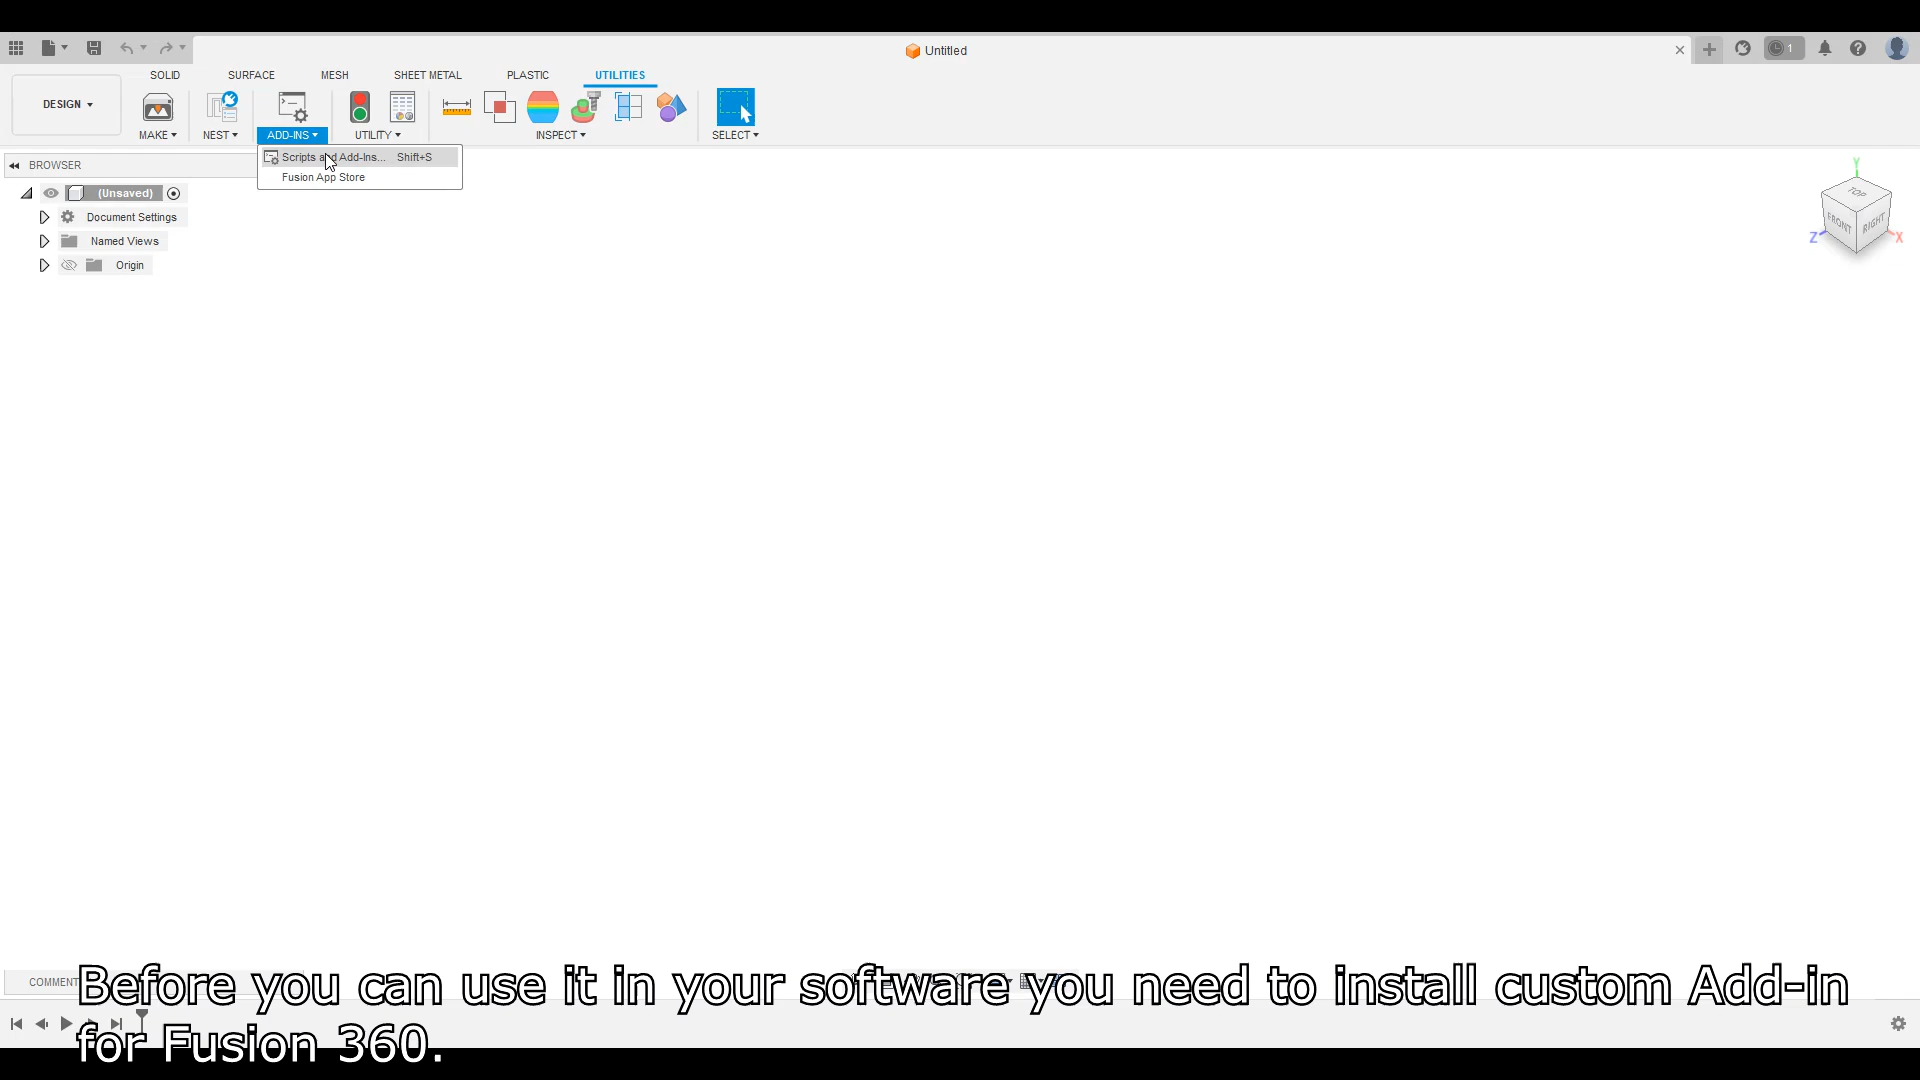 Untitled
1
SOLID
SURFACE
MESH
SHEET METAL
PLASTIC
UTILITIES
DESIGN
MAKE
NEST
ADD-INS
UTILITY
INSPECT
SELECT
Scripts and Add-Ins... Shift+S
Fusion App Store
BROWSER
(Unsaved)
Document Settings
Named Views
Origin
Y
TOP
FRONT
RIGHT
Z
X
COMMENT
Before you can use it in your software you need to install custom Add-in
for Fusion 360.